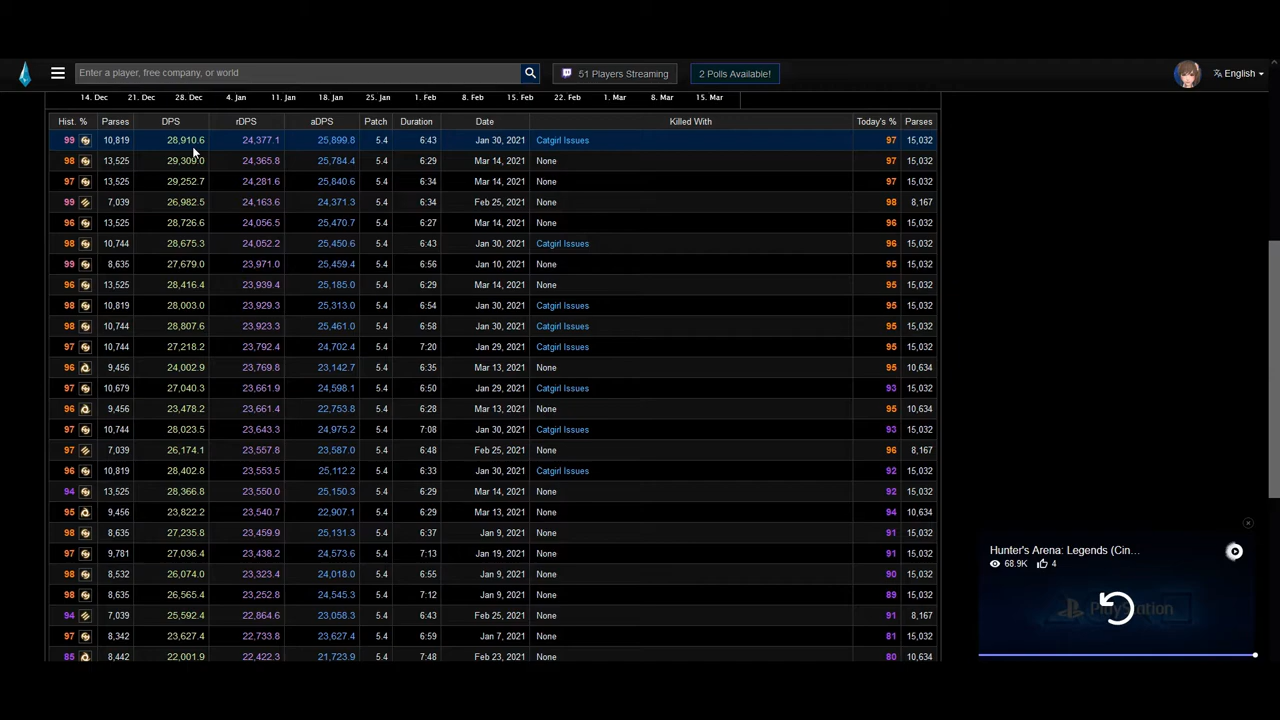 Enter a player, free company, or world 51 Players Streaming 2 Polls Available! English
14. Dec 21. Dec 28. Dec 4. Jan 11. Jan 18. Jan 25. Jan 1. Feb 8. Feb 15. Feb 22. Feb 1. Mar 8. Mar 15. Mar
Hist. % Parses DPS rDPS aDPS Patch Duration Date Killed With Today's % Parses
99 10,819 28,910.6 24,377.1 25,899.8 5.4 6:43 Jan 30, 2021 Catgirl Issues 97 15,032
98 13,525 29,309.0 24,365.8 25,784.4 5.4 6:29 Mar 14, 2021 None 97 15,032
97 13,525 29,252.7 24,281.6 25,840.6 5.4 6:34 Mar 14, 2021 None 97 15,032
99 7,039 26,982.5 24,163.6 24,371.3 5.4 6:34 Feb 25, 2021 None 98 8,167
96 13,525 28,726.6 24,056.5 25,470.7 5.4 6:27 Mar 14, 2021 None 96 15,032
98 10,744 28,675.3 24,052.2 25,450.6 5.4 6:43 Jan 30, 2021 Catgirl Issues 96 15,032
99 8,635 27,679.0 23,971.0 25,459.4 5.4 6:56 Jan 10, 2021 None 95 15,032
96 13,525 28,416.4 23,939.4 25,185.0 5.4 6:29 Mar 14, 2021 None 95 15,032
98 10,819 28,003.0 23,929.3 25,313.0 5.4 6:54 Jan 30, 2021 Catgirl Issues 95 15,032
98 10,744 28,807.6 23,923.3 25,461.0 5.4 6:58 Jan 30, 2021 Catgirl Issues 95 15,032
97 10,744 27,218.2 23,792.4 24,702.4 5.4 7:20 Jan 29, 2021 Catgirl Issues 95 15,032
96 9,456 24,002.9 23,769.8 23,142.7 5.4 6:35 Mar 13, 2021 None 95 10,634
97 10,679 27,040.3 23,661.9 24,598.1 5.4 6:50 Jan 29, 2021 Catgirl Issues 93 15,032
96 9,456 23,478.2 23,661.4 22,753.8 5.4 6:28 Mar 13, 2021 None 95 10,634
97 10,744 28,023.5 23,643.3 24,975.2 5.4 7:08 Jan 30, 2021 Catgirl Issues 93 15,032
97 7,039 26,174.1 23,557.8 23,587.0 5.4 6:48 Feb 25, 2021 None 96 8,167
96 10,819 28,402.8 23,553.5 25,112.2 5.4 6:33 Jan 30, 2021 Catgirl Issues 92 15,032
94 13,525 28,366.8 23,550.0 25,150.3 5.4 6:29 Mar 14, 2021 None 92 15,032
95 9,456 23,822.2 23,540.7 22,907.1 5.4 6:29 Mar 13, 2021 None 94 10,634
98 8,635 27,235.8 23,459.9 25,131.3 5.4 6:37 Jan 9, 2021 None 91 15,032
97 9,781 27,036.4 23,438.2 24,573.6 5.4 7:13 Jan 19, 2021 None 91 15,032
98 8,532 26,074.0 23,323.4 24,018.0 5.4 6:55 Jan 9, 2021 None 90 15,032
98 8,635 26,565.4 23,252.8 24,545.3 5.4 7:12 Jan 9, 2021 None 89 15,032
94 7,039 25,592.4 22,864.6 23,058.3 5.4 6:43 Feb 25, 2021 None 91 8,167
97 8,342 23,627.4 22,733.8 23,627.4 5.4 6:59 Jan 7, 2021 None 81 15,032
85 8,442 22,001.9 22,422.3 21,723.9 5.4 7:48 Feb 23, 2021 None 80 10,634
Hunter's Arena: Legends (Cin...
68.9K 4
PlayStation